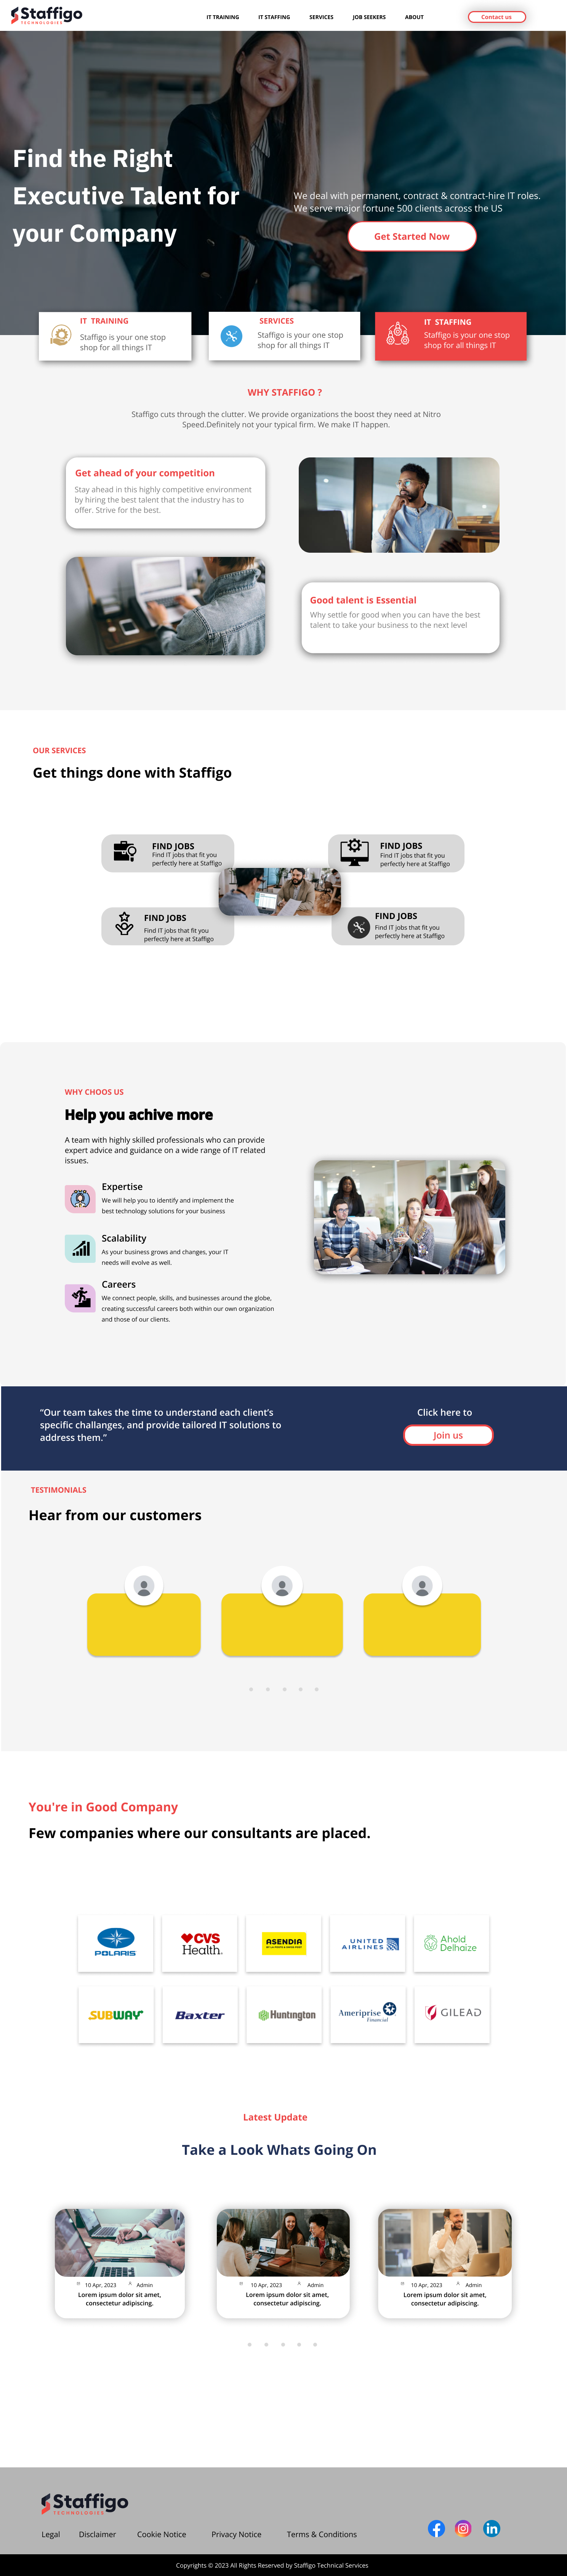 Staffigo
TECHNOLOGIES
IT TRAINING
IT STAFFING
SERVICES
JOB SEEKERS
ABOUT
Contact us
Find the Right
Executive Talent for
your Company
We deal with permanent, contract & contract-hire IT roles.
We serve major fortune 500 clients across the US
Get Started Now
IT TRAINING
Staffigo is your one stop
shop for all things IT
SERVICES
Staffigo is your one stop
shop for all things IT
IT STAFFING
Staffigo is your one stop
shop for all things IT
WHY STAFFIGO ?
Staffigo cuts through the clutter. We provide organizations the boost they need at Nitro
Speed.Definitely not your typical firm. We make IT happen.
Get ahead of your competition
Stay ahead in this highly competitive environment
by hiring the best talent that the industry has to
offer. Strive for the best.
Good talent is Essential
Why settle for good when you can have the best
talent to take your business to the next level
OUR SERVICES
Get things done with Staffigo
FIND JOBS
Find IT jobs that fit you
perfectly here at Staffigo
FIND JOBS
Find IT jobs that fit you
perfectly here at Staffigo
FIND JOBS
Find IT jobs that fit you
perfectly here at Staffigo
FIND JOBS
Find IT jobs that fit you
perfectly here at Staffigo
WHY CHOOS US
Help you achive more
A team with highly skilled professionals who can provide
expert advice and guidance on a wide range of IT related
issues.
Expertise
We will help you to identify and implement the
best technology solutions for your business
Scalability
As your business grows and changes, your IT
needs will evolve as well.
Careers
We connect people, skills, and businesses around the globe,
creating successful careers both within our own organization
and those of our clients.
“Our team takes the time to understand each client’s
specific challanges, and provide tailored IT solutions to
address them.”
Click here to
Join us
TESTIMONIALS
Hear from our customers
You're in Good Company
Few companies where our consultants are placed.
POLARIS
CVS
Health.
ASENDIA
UNITED
AIRLINES
Ahold
Delhaize
SUBWAY
Baxter
Huntington
Ameriprise
Financial
GILEAD
Latest Update
Take a Look Whats Going On
10 Apr, 2023
Admin
Lorem ipsum dolor sit amet,
consectetur adipiscing.
10 Apr, 2023
Admin
Lorem ipsum dolor sit amet,
consectetur adipiscing.
10 Apr, 2023
Admin
Lorem ipsum dolor sit amet,
consectetur adipiscing.
Staffigo
TECHNOLOGIES
Legal
Disclaimer
Cookie Notice
Privacy Notice
Terms & Conditions
Copyrights © 2023 All Rights Reserved by Staffigo Technical Services